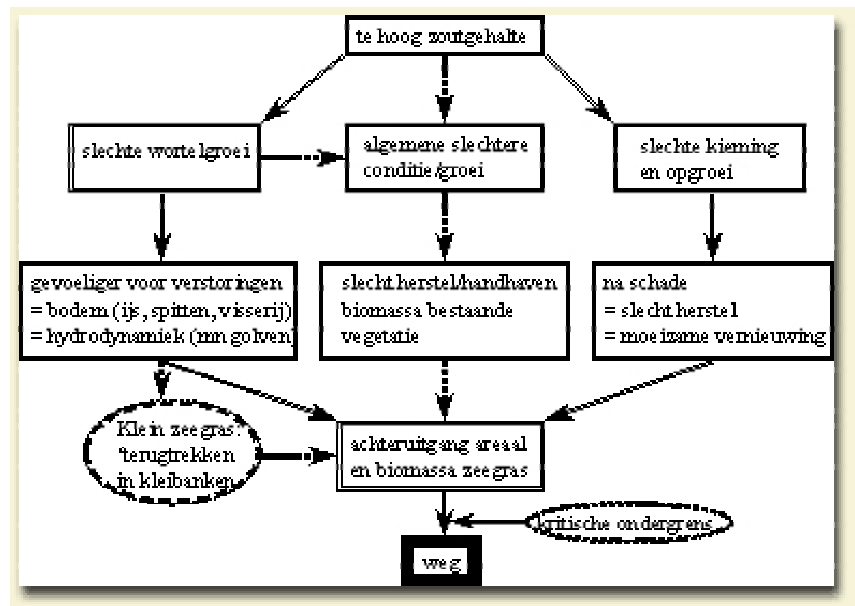 te hoog zoutgehalte
slechte wortelgroei
algemene slechtere
conditie/groei
slechte kieming
en opgroei
gevoeliger voor verstoringen
= bodem (ijs, spitten, visserij)
= hydrodynamiek (mn golven)
slecht herstel/handhaven
biomassa bestaande
vegetatie
na schade
= slecht herstel
= moeizame vernieuwing
Klein zeegras:
'terugtrekken
in kleibanken
achteruitgang areaal
en biomassa zeegras
kritische ondergrens
weg